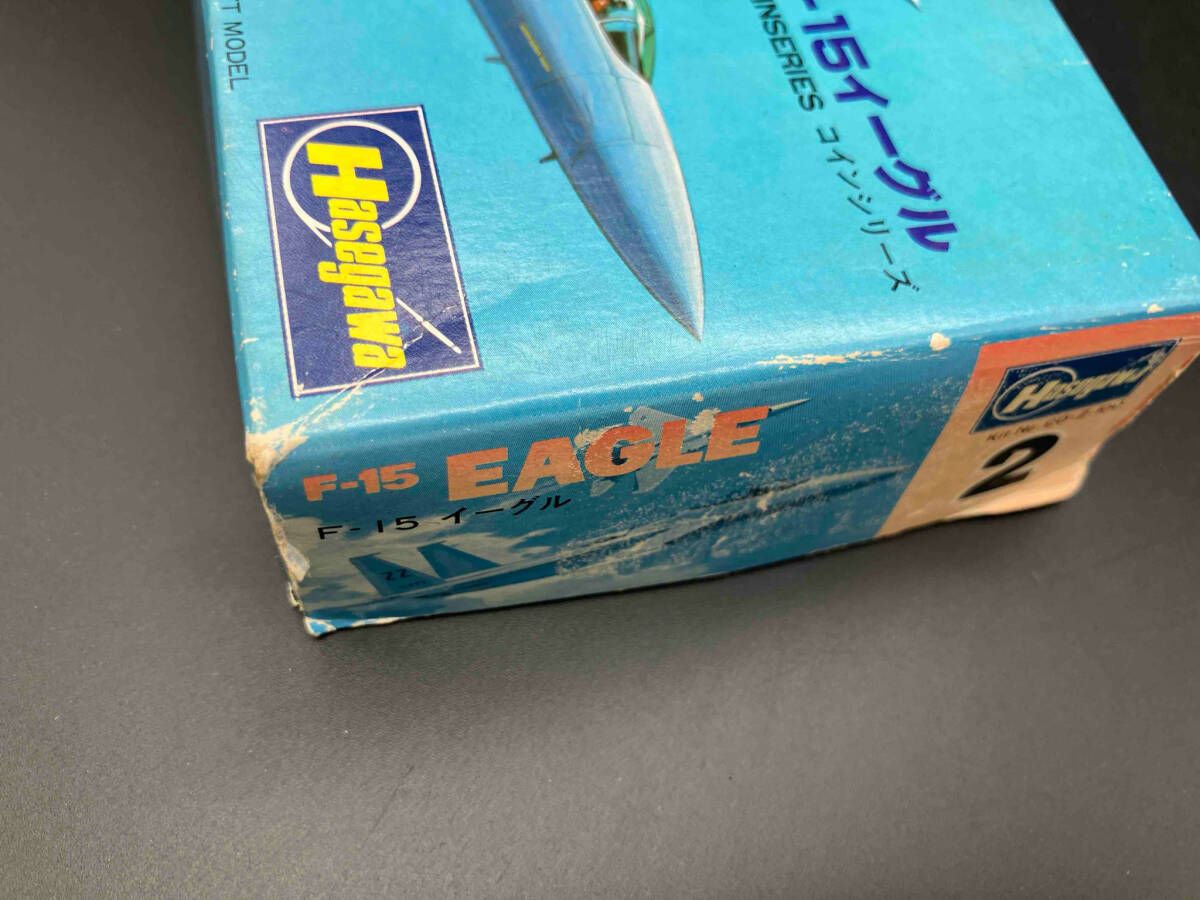 MODEL
Hasegawa
-15イーグル
コインシリーズ
F-15 EAGLE
F-15 イーグル
22
Hasegawa
2